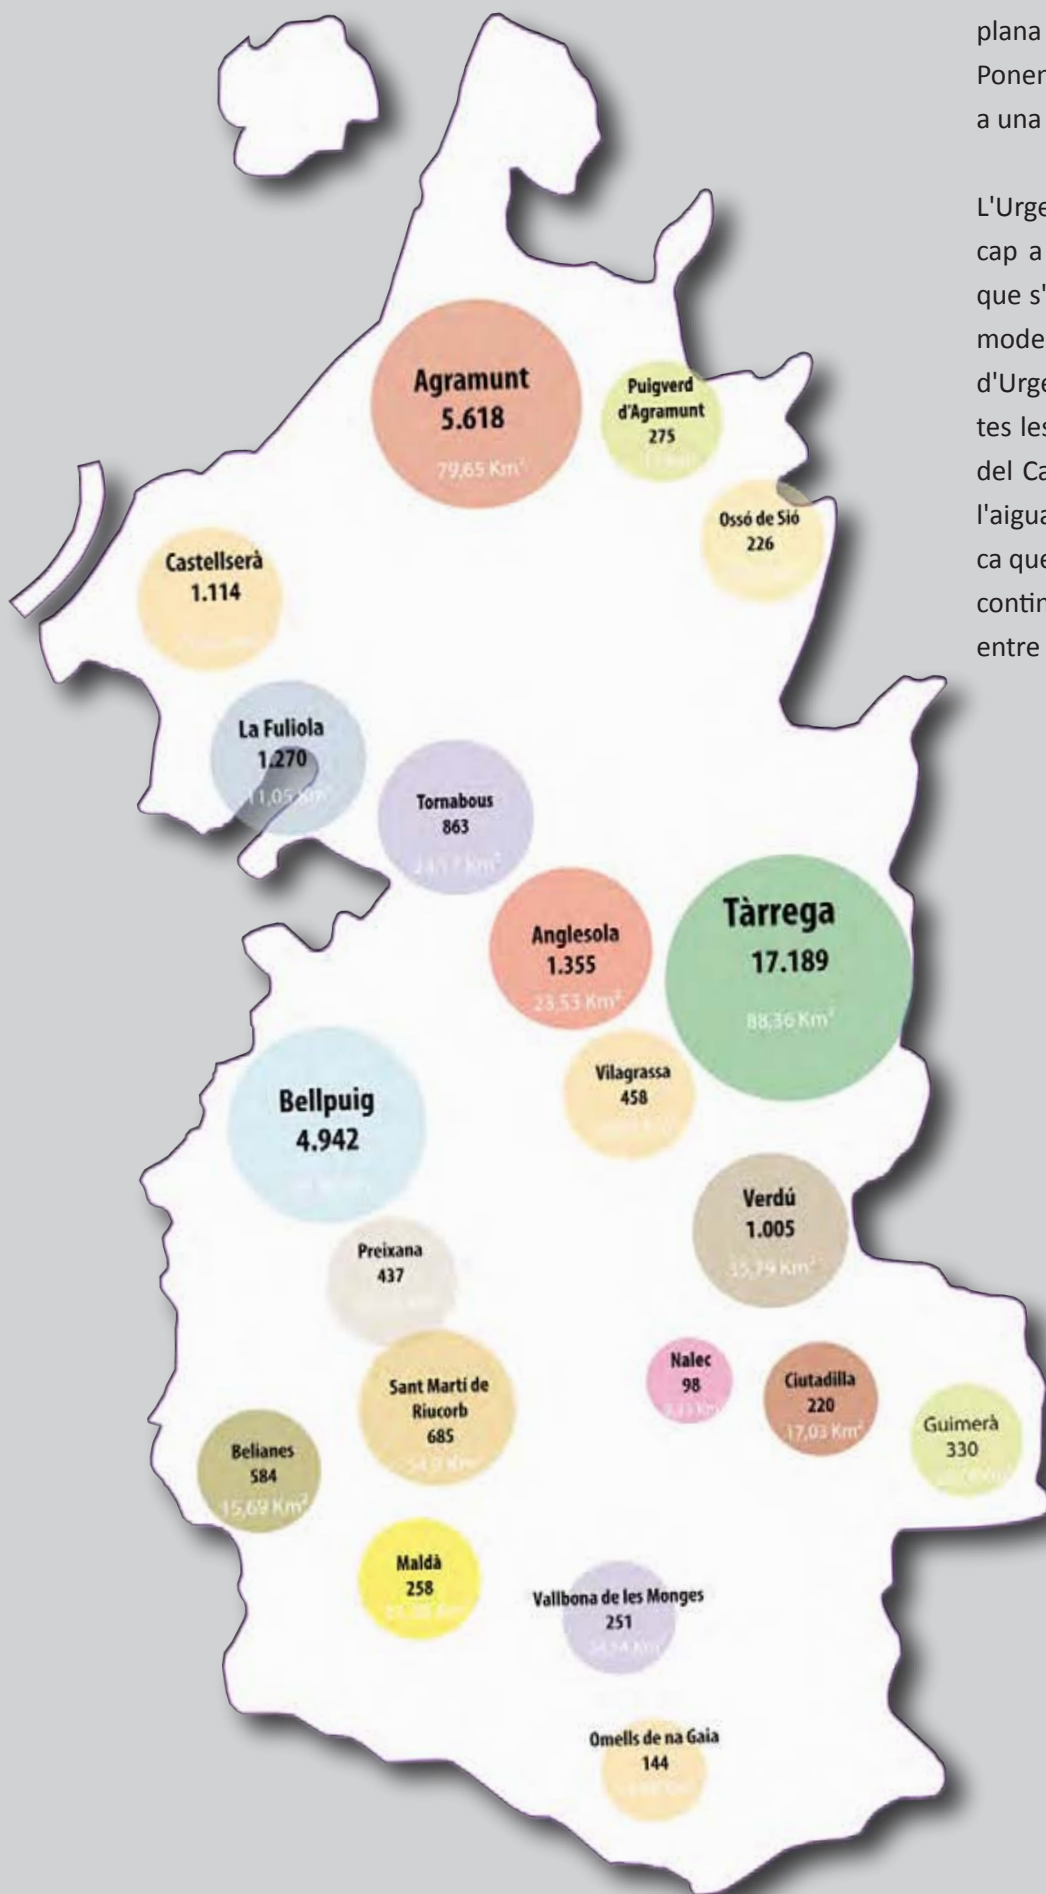 plana
Poner
a una
L'Urge
cap a
que s'
mode
d'Urge
tes les
del Ca
l'aigua
ca que
contin
entre
Agramunt
5.618
79,65 Km²
Puigverd
d'Agramunt
275
Ossó de Sió
226
Castellserà
1.114
La Fuliola
1.270
11,05 Km²
Tornabous
863
Anglesola
1.355
23,53 Km²
Tàrrega
17.189
88,36 Km²
Vilagrassa
458
Bellpuig
4.942
Verdú
1.005
35,79 Km²
Preixana
437
Nalec
98
Ciutadilla
220
17,03 Km²
Sant Martí de
Riucorb
685
Guimerà
330
Belianes
584
15,69 Km²
Maldà
258
Vallbona de les Monges
251
Omells de na Gaia
144